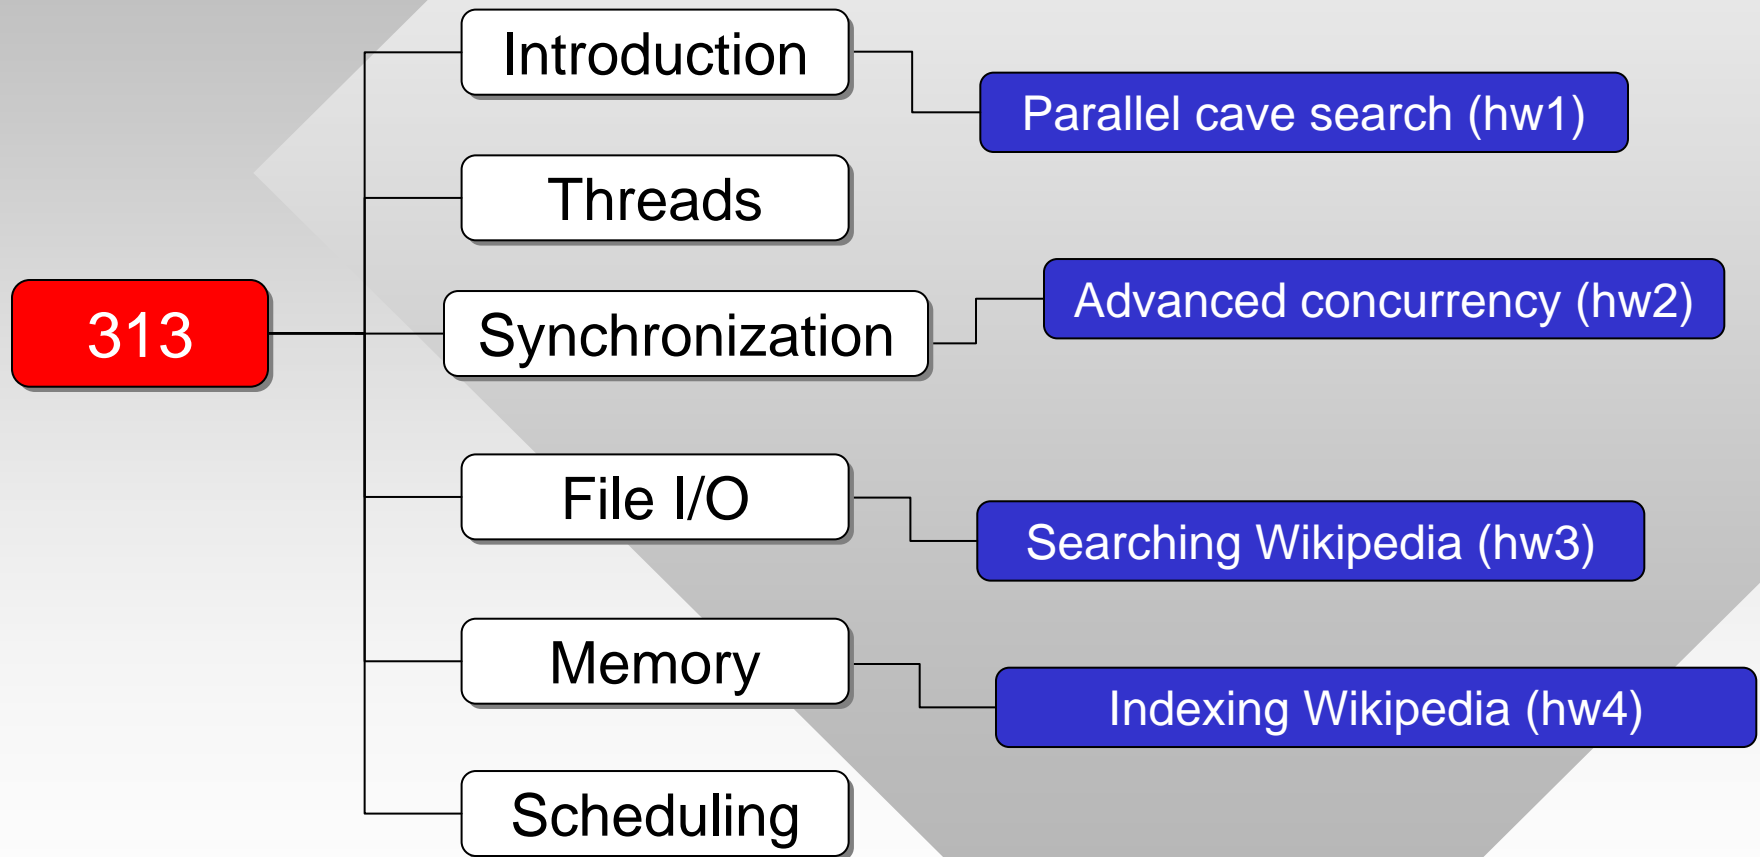 Introduction
Parallel cave search (hw1)
Threads
313
Synchronization
Advanced concurrency (hw2)
File I/O
Searching Wikipedia (hw3)
Memory
Indexing Wikipedia (hw4)
Scheduling